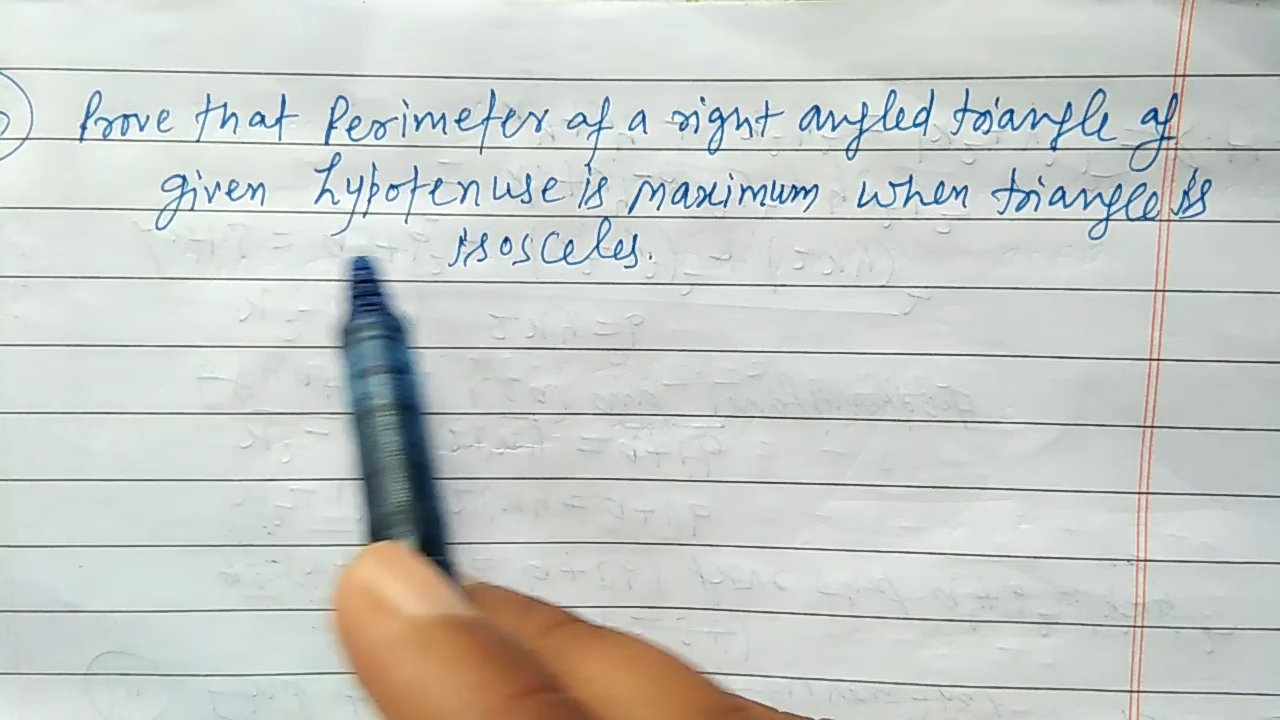 Prove that Perimeter of a right angled triangle of
given hypotenuse is maximum when triangle is
isosceles.